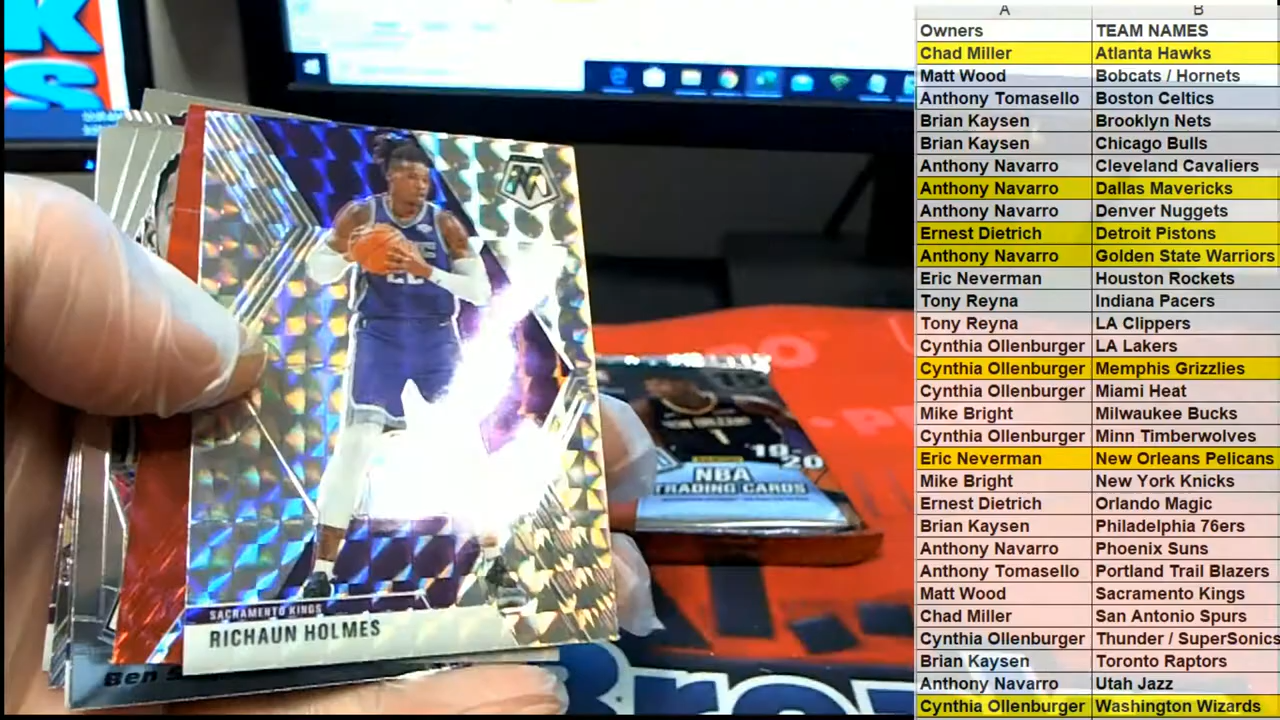 K
S
SACRAMENTO KINGS
RICHAUN HOLMES
Ben S
NEW ORLEANS
1
19-20
NBA
TRADING CARDS
Bro
A B
Owners TEAM NAMES
Chad Miller Atlanta Hawks
Matt Wood Bobcats / Hornets
Anthony Tomasello Boston Celtics
Brian Kaysen Brooklyn Nets
Brian Kaysen Chicago Bulls
Anthony Navarro Cleveland Cavaliers
Anthony Navarro Dallas Mavericks
Anthony Navarro Denver Nuggets
Ernest Dietrich Detroit Pistons
Anthony Navarro Golden State Warriors
Eric Neverman Houston Rockets
Tony Reyna Indiana Pacers
Tony Reyna LA Clippers
Cynthia Ollenburger LA Lakers
Cynthia Ollenburger Memphis Grizzlies
Cynthia Ollenburger Miami Heat
Mike Bright Milwaukee Bucks
Cynthia Ollenburger Minn Timberwolves
Eric Neverman New Orleans Pelicans
Mike Bright New York Knicks
Ernest Dietrich Orlando Magic
Brian Kaysen Philadelphia 76ers
Anthony Navarro Phoenix Suns
Anthony Tomasello Portland Trail Blazers
Matt Wood Sacramento Kings
Chad Miller San Antonio Spurs
Cynthia Ollenburger Thunder / SuperSonics
Brian Kaysen Toronto Raptors
Anthony Navarro Utah Jazz
Cynthia Ollenburger Washington Wizards